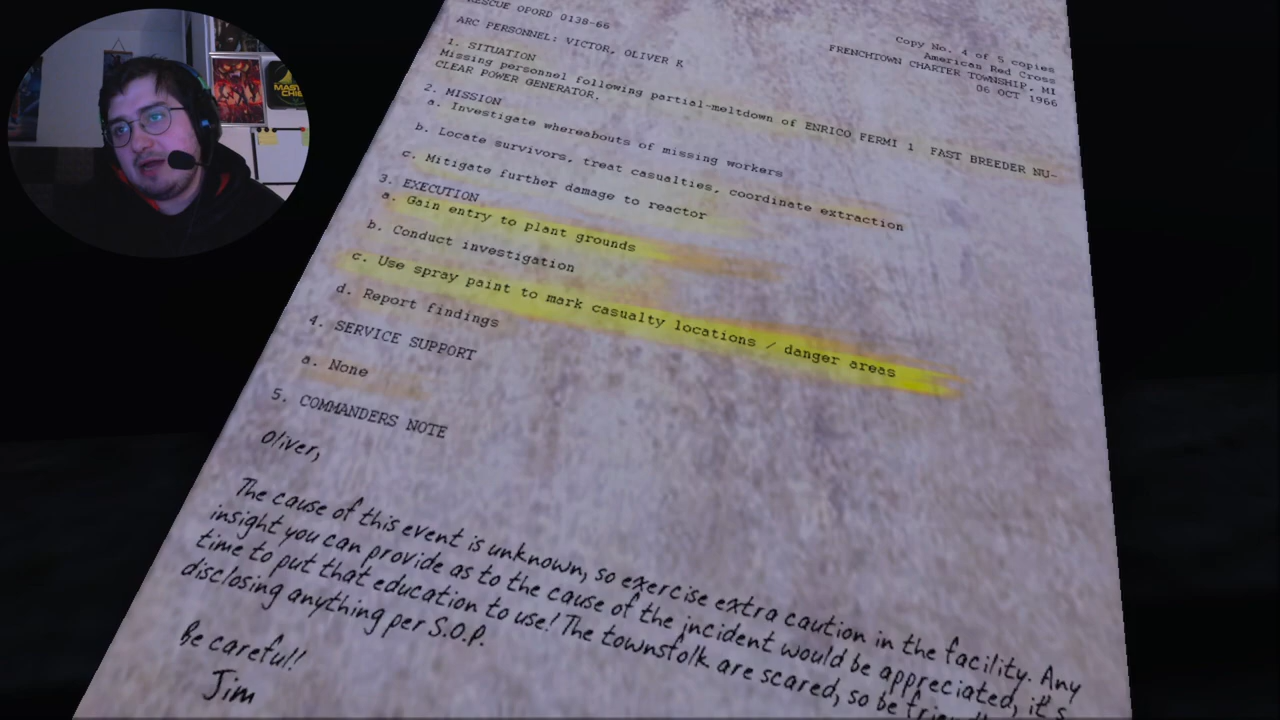 RESCUE OPORD 0138-66
Copy No. 4 of 5 copies
American Red Cross
FRENCHTOWN CHARTER TOWNSHIP, MI
06 OCT 1966
ARC PERSONNEL: VICTOR, OLIVER K
1. SITUATION
Missing personnel following partial-meltdown of ENRICO FERMI 1 FAST BREEDER NU-
CLEAR POWER GENERATOR.
2. MISSION
a. Investigate whereabouts of missing workers
b. Locate survivors, treat casualties, coordinate extraction
c. Mitigate further damage to reactor
3. EXECUTION
a. Gain entry to plant grounds
b. Conduct investigation
c. Use spray paint to mark casualty locations / danger areas
d. Report findings
4. SERVICE SUPPORT
a. None
5. COMMANDERS NOTE
Oliver,
The cause of this event is unknown, so exercise extra caution in the facility. Any
insight you can provide as to the cause of the incident would be appreciated, it's
time to put that education to use! The townsfolk are scared, so be
disclosing anything per S.O.P.
Be careful!!
Jim
MAST
CHIE